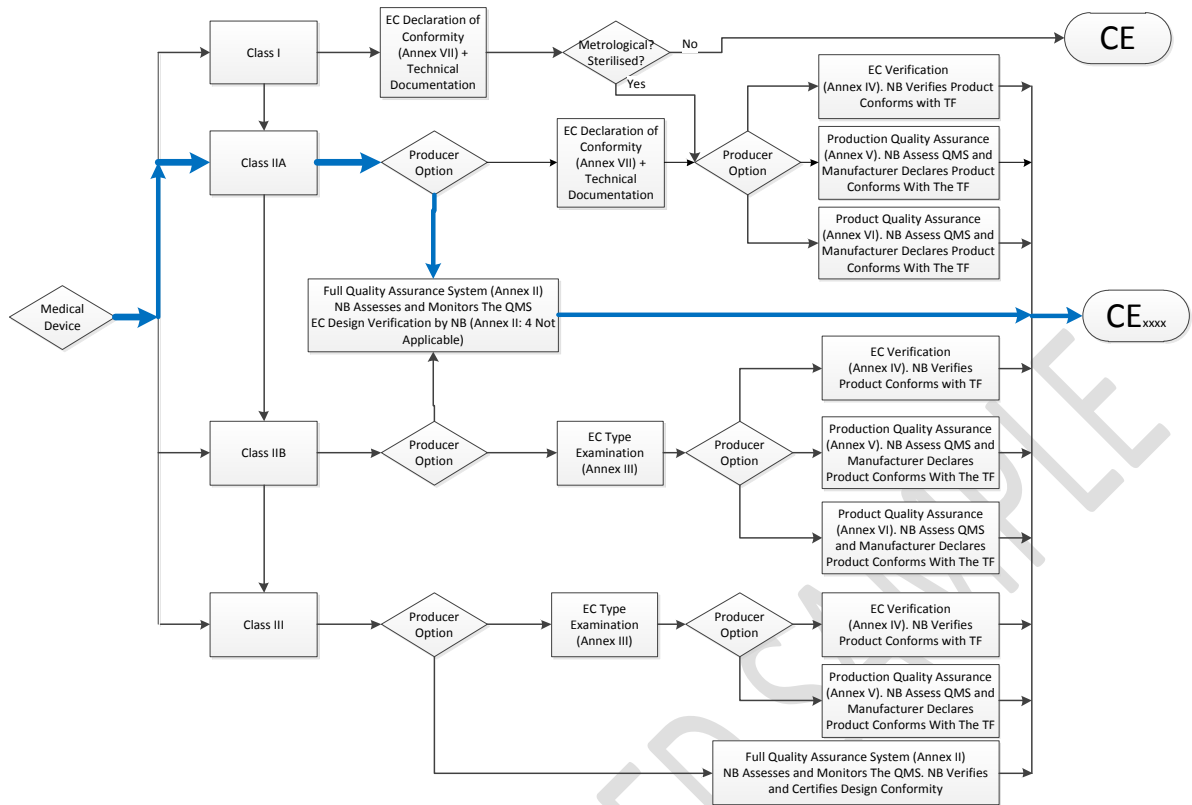 Class I
EC Declaration of
Conformity
(Annex VII) +
Technical
Documentation
Metrological?
Sterilised?
No
Yes
CE
EC Verification
(Annex IV). NB Verifies Product
Conforms with TF
Class IIA
Producer
Option
EC Declaration of
Conformity
(Annex VII) +
Technical
Documentation
Producer
Option
Production Quality Assurance
(Annex V). NB Assess QMS and
Manufacturer Declares Product
Conforms With The TF
Product Quality Assurance
(Annex VI). NB Assess QMS and
Manufacturer Declares Product
Conforms With The TF
Medical
Device
Full Quality Assurance System (Annex II)
NB Assesses and Monitors The QMS
EC Design Verification by NB (Annex II: 4 Not
Applicable)
CExxxx
EC Verification
(Annex IV). NB Verifies
Product Conforms with TF
Class IIB
Producer
Option
EC Type
Examination
(Annex III)
Producer
Option
Production Quality Assurance
(Annex V). NB Assess QMS and
Manufacturer Declares
Product Conforms With The TF
Product Quality Assurance
(Annex VI). NB Assess QMS
and Manufacturer Declares
Product Conforms With The TF
Class III
Producer
Option
EC Type
Examination
(Annex III)
Producer
Option
EC Verification
(Annex IV). NB Verifies
Product Conforms with TF
Production Quality Assurance
(Annex V). NB Assess QMS and
Manufacturer Declares
Product Conforms With The TF
Full Quality Assurance System (Annex II)
NB Assesses and Monitors The QMS. NB Verifies
and Certifies Design Conformity
ED SAMPLE